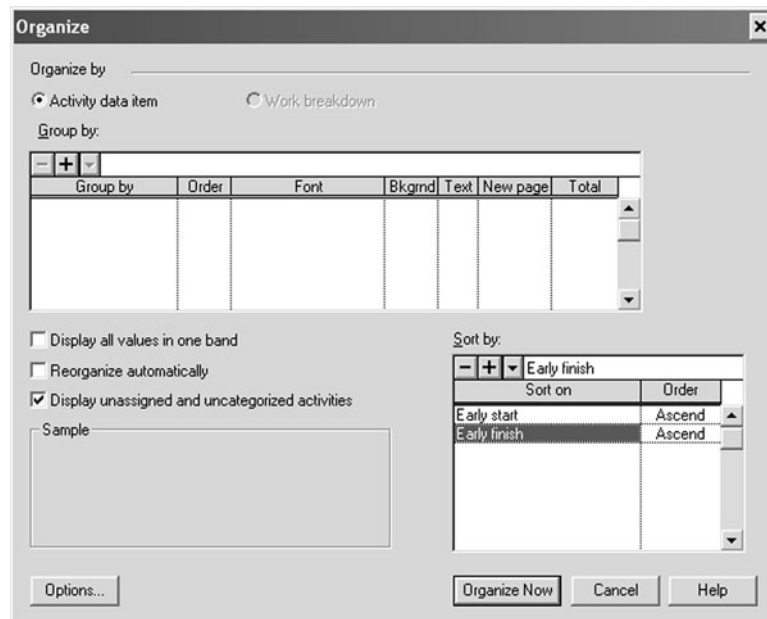 Organize
Organize by
Activity data item Work breakdown
Group by:
Group by Order Font Bkgrnd Text New page Total
Display all values in one band
Reorganize automatically
Display unassigned and uncategorized activities
Sample
Sort by:
Early finish
Sort on Order
Early start Ascend
Early finish Ascend
Options... Organize Now Cancel Help